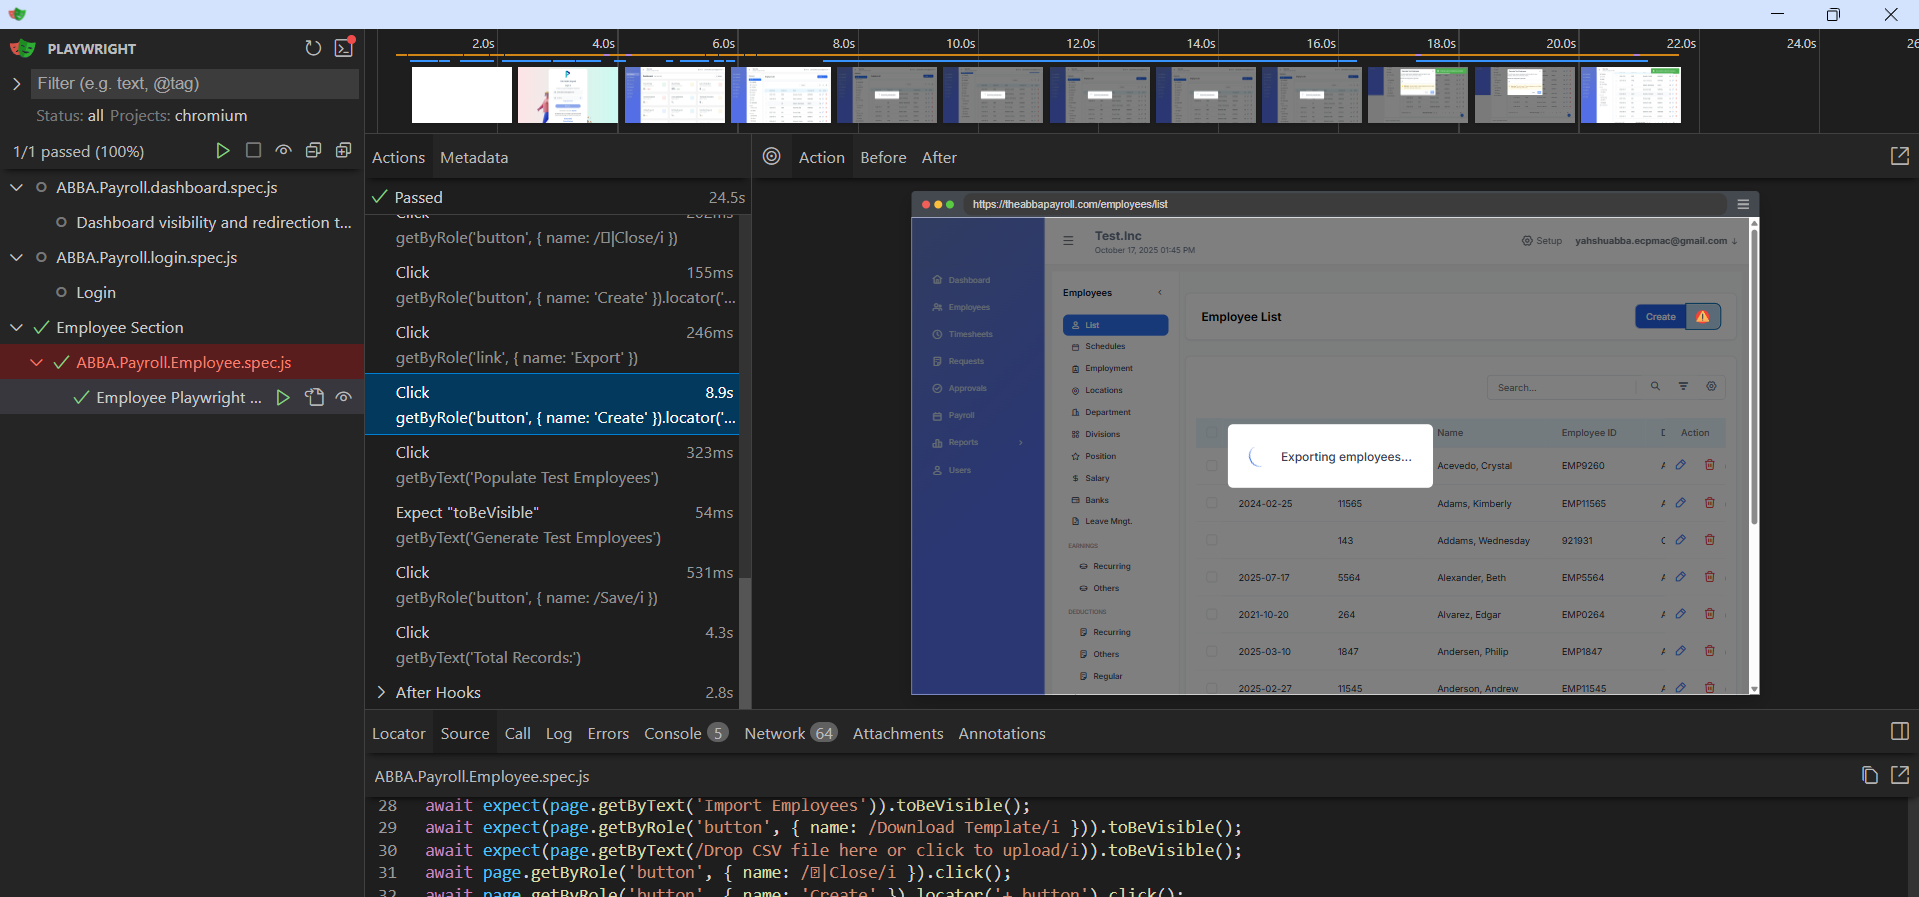 PLAYWRIGHT
Filter (e.g. text, @tag)
Status: all Projects: chromium
1/1 passed (100%)
ABBA.Payroll.dashboard.spec.js
Dashboard visibility and redirection t...
ABBA.Payroll.login.spec.js
Login
Employee Section
ABBA.Payroll.Employee.spec.js
Employee Playwright ...
2.0s 4.0s 6.0s 8.0s 10.0s 12.0s 14.0s 16.0s 18.0s 20.0s 22.0s 24.0s 26
Actions Metadata
Passed 24.5s
Click 202ms
getByRole('button', { name: /▯|Close/i })
Click 155ms
getByRole('button', { name: 'Create' }).locator('...
Click 246ms
getByRole('link', { name: 'Export' })
Click 8.9s
getByRole('button', { name: 'Create' }).locator('...
Click 323ms
getByText('Populate Test Employees')
Expect "toBeVisible" 54ms
getByText('Generate Test Employees')
Click 531ms
getByRole('button', { name: /Save/i })
Click 4.3s
getByText('Total Records:')
After Hooks 2.8s
Action Before After
https://theabbapayroll.com/employees/list
Test.Inc
October 17, 2025 01:45 PM
Setup yahshuabba.ecpmac@gmail.com
Dashboard
Employees
Timesheets
Requests
Approvals
Payroll
Reports
Users
Employees
List
Schedules
Employment
Locations
Department
Divisions
Position
Salary
Banks
Leave Mngt.
EARNINGS
Recurring
Others
DEDUCTIONS
Recurring
Others
Regular
Employee List
Create
Search...
Name Employee ID Action
Exporting employees...
Acevedo, Crystal EMP9260
2024-02-25 11565 Adams, Kimberly EMP11565
143 Addams, Wednesday 921931
2025-07-17 5564 Alexander, Beth EMP5564
2021-10-20 264 Alvarez, Edgar EMP0264
2025-03-10 1847 Andersen, Philip EMP1847
2025-02-27 11545 Anderson, Andrew EMP11545
Locator Source Call Log Errors Console 5 Network 64 Attachments Annotations
ABBA.Payroll.Employee.spec.js
28 await expect(page.getByText('Import Employees')).toBeVisible();
29 await expect(page.getByRole('button', { name: /Download Template/i })).toBeVisible();
30 await expect(page.getByText(/Drop CSV file here or click to upload/i)).toBeVisible();
31 await page.getByRole('button', { name: /▯|Close/i }).click();
32 await page.getByRole('button', { name: 'Create' }).locator('+ button').click();